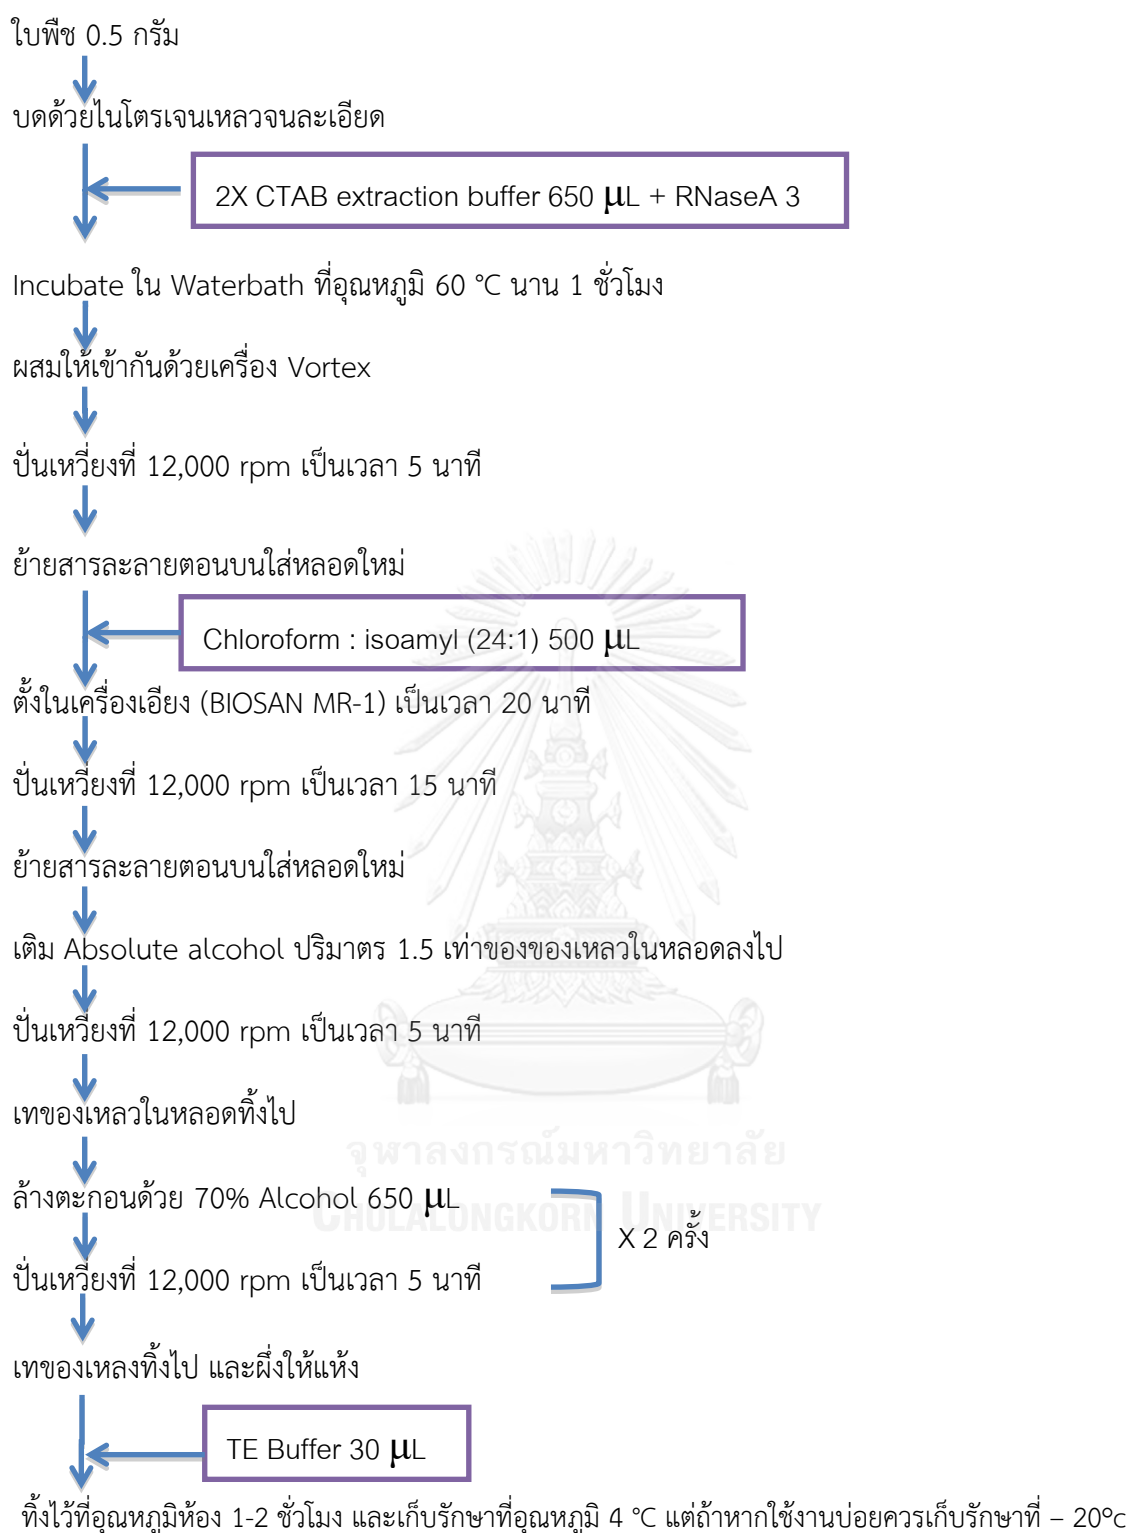 ใบพืช 0.5 กรัม
บดด้วยไนโตรเจนเหลวจนละเอียด
2X CTAB extraction buffer 650 µL + RNaseA 3
Incubate ใน Waterbath ที่อุณหภูมิ 60 °C นาน 1 ชั่วโมง
ผสมให้เข้ากันด้วยเครื่อง Vortex
ปั่นเหวี่ยงที่ 12,000 rpm เป็นเวลา 5 นาที
ย้ายสารละลายตอนบนใส่หลอดใหม่
Chloroform : isoamyl (24:1) 500 µL
ตั้งในเครื่องเอียง (BIOSAN MR-1) เป็นเวลา 20 นาที
ปั่นเหวี่ยงที่ 12,000 rpm เป็นเวลา 15 นาที
ย้ายสารละลายตอนบนใส่หลอดใหม่
เติม Absolute alcohol ปริมาตร 1.5 เท่าของของเหลวในหลอดลงไป
ปั่นเหวี่ยงที่ 12,000 rpm เป็นเวลา 5 นาที
เทของเหลวในหลอดทิ้งไป
จุฬาลงกรณ์มหาวิทยาลัย
ล้างตะกอนด้วย 70% Alcohol 650 µL
CHULALONGKORN UNIVERSITY
X 2 ครั้ง
ปั่นเหวี่ยงที่ 12,000 rpm เป็นเวลา 5 นาที
เทของเหลงทิ้งไป และผึ่งให้แห้ง
TE Buffer 30 µL
ทิ้งไว้ที่อุณหภูมิห้อง 1-2 ชั่วโมง และเก็บรักษาที่อุณหภูมิ 4 °C แต่ถ้าหากใช้งานบ่อยควรเก็บรักษาที่ – 20°c